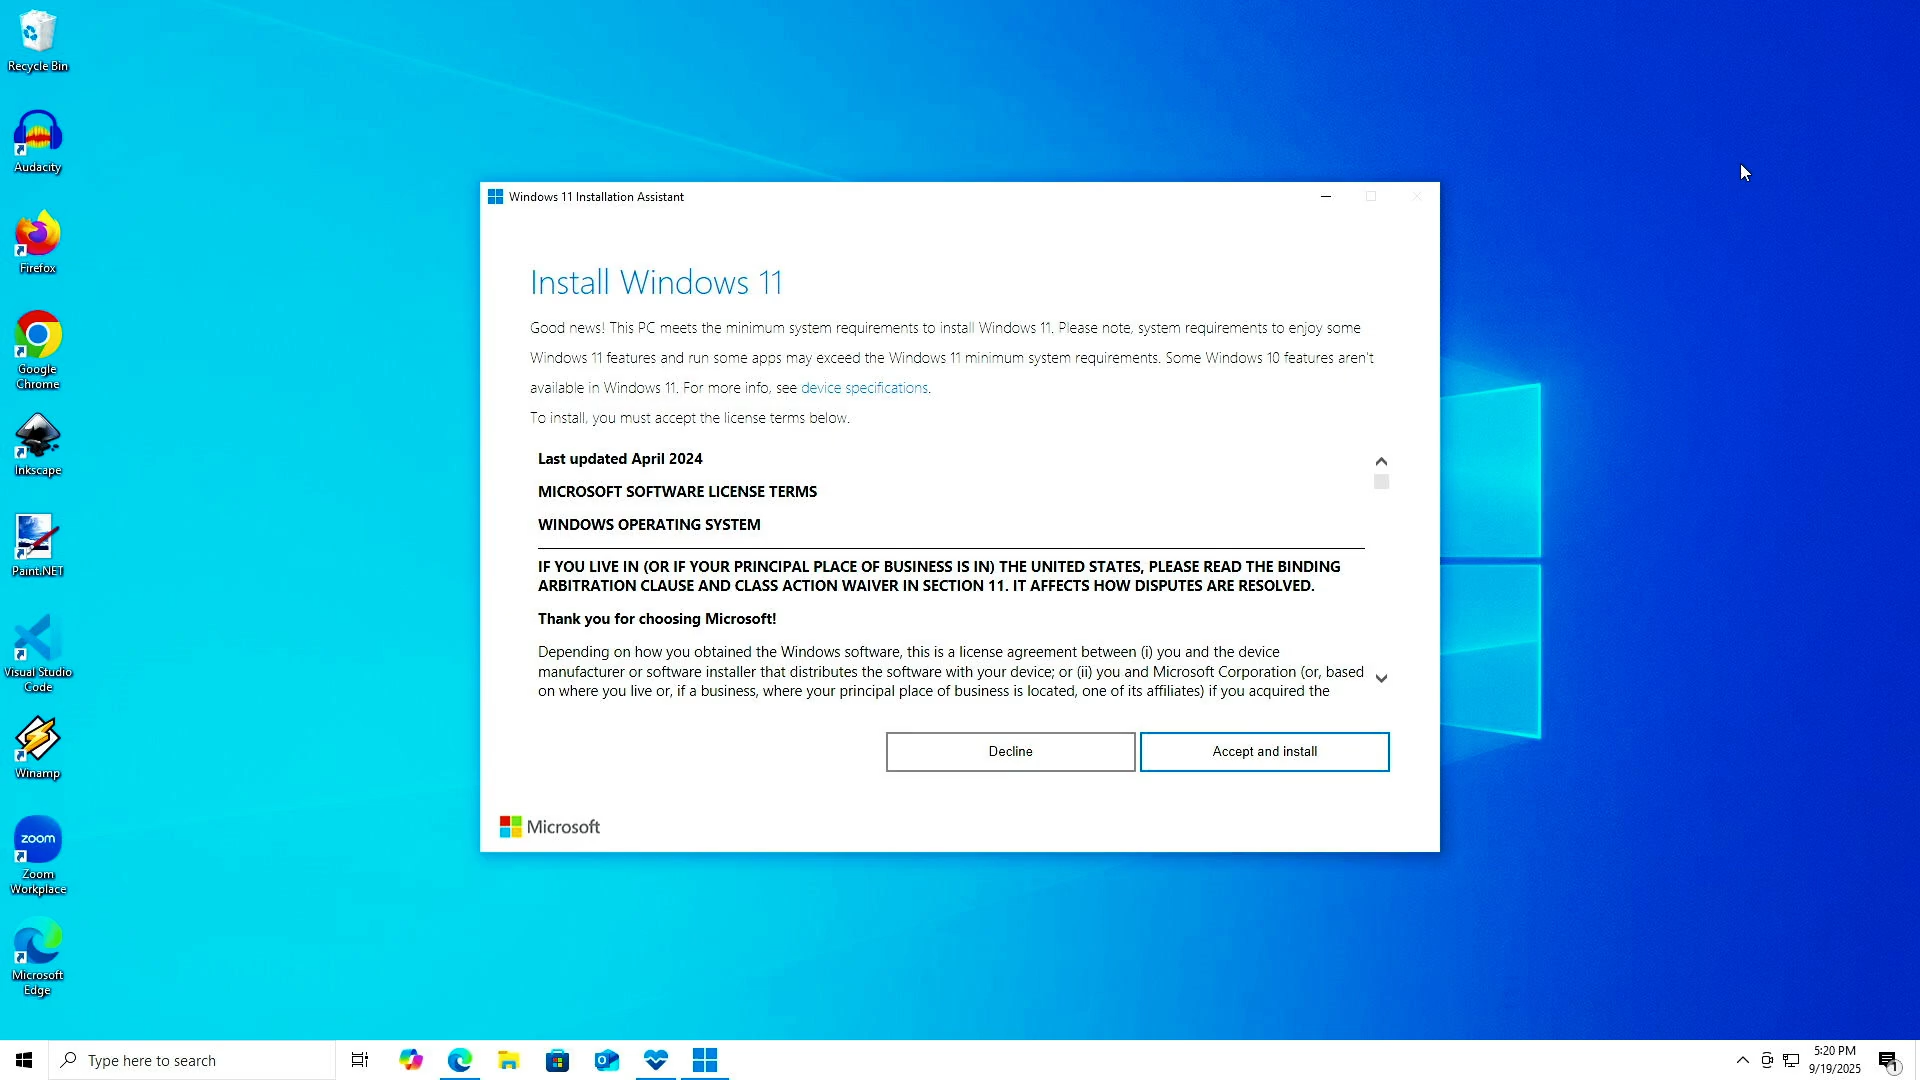 Recycle Bin
Audacity
Firefox
Google
Chrome
Inkscape
Paint.NET
Visual Studio
Code
Winamp
zoom
Zoom
Workplace
Microsoft
Edge
Windows 11 Installation Assistant
Install Windows 11
Good news! This PC meets the minimum system requirements to install Windows 11. Please note, system requirements to enjoy some
Windows 11 features and run some apps may exceed the Windows 11 minimum system requirements. Some Windows 10 features aren't
available in Windows 11. For more info, see device specifications.
To install, you must accept the license terms below.
Last updated April 2024
MICROSOFT SOFTWARE LICENSE TERMS
WINDOWS OPERATING SYSTEM
IF YOU LIVE IN (OR IF YOUR PRINCIPAL PLACE OF BUSINESS IS IN) THE UNITED STATES, PLEASE READ THE BINDING
ARBITRATION CLAUSE AND CLASS ACTION WAIVER IN SECTION 11. IT AFFECTS HOW DISPUTES ARE RESOLVED.
Thank you for choosing Microsoft!
Depending on how you obtained the Windows software, this is a license agreement between (i) you and the device
manufacturer or software installer that distributes the software with your device; or (ii) you and Microsoft Corporation (or, based
on where you live or, if a business, where your principal place of business is located, one of its affiliates) if you acquired the
Decline
Accept and install
Microsoft
Type here to search
5:20 PM
9/19/2025
1